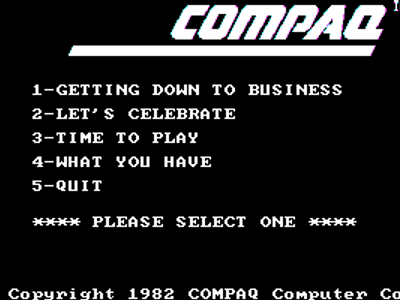 COMPAQ
1-GETTING DOWN TO BUSINESS
2-LET'S CELEBRATE
3-TIME TO PLAY
4-WHAT YOU HAVE
5-QUIT
**** PLEASE SELECT ONE ****
Copyright 1982 COMPAQ Computer Co